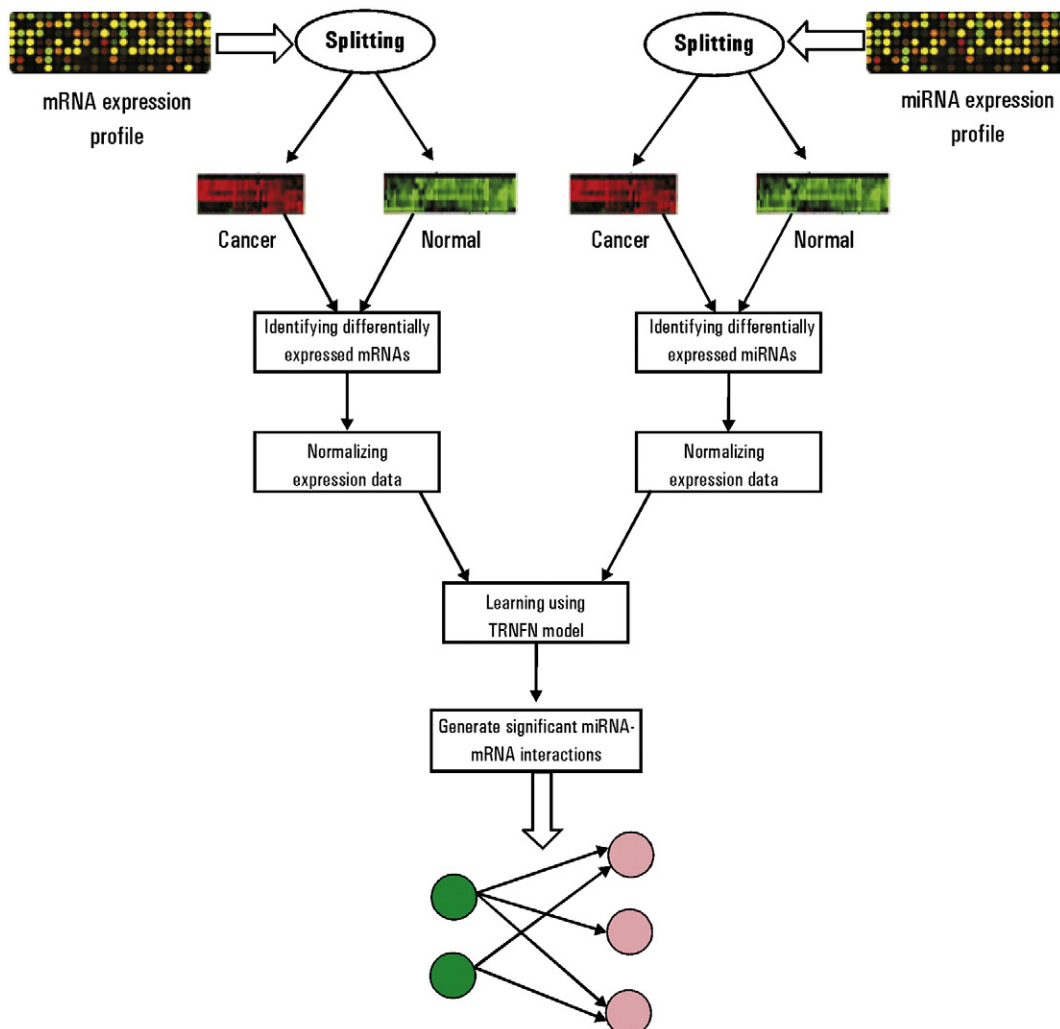 Splitting
Splitting
mRNA expression
profile
miRNA expression
profile
Cancer
Normal
Cancer
Normal
Identifying differentially
expressed mRNAs
Identifying differentially
expressed miRNAs
Normalizing
expression data
Normalizing
expression data
Learning using
TRNFN model
Generate significant miRNA-
mRNA interactions